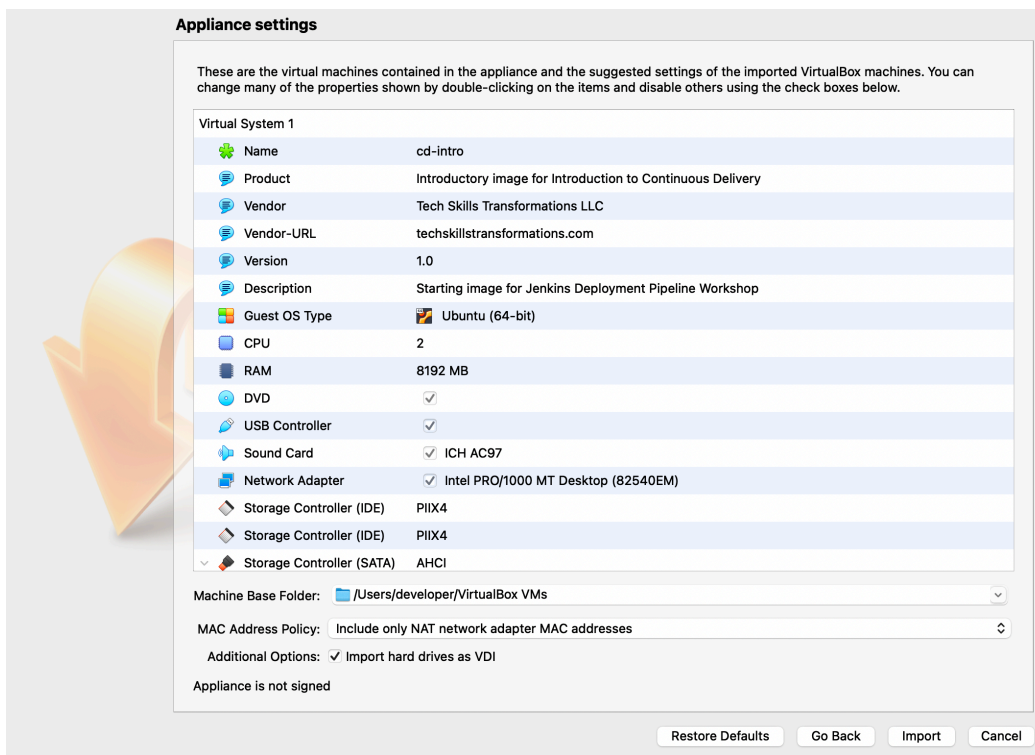 Appliance settings
These are the virtual machines contained in the appliance and the suggested settings of the imported VirtualBox machines. You can
change many of the properties shown by double-clicking on the items and disable others using the check boxes below.
Virtual System 1
Name cd-intro
Product Introductory image for Introduction to Continuous Delivery
Vendor Tech Skills Transformations LLC
Vendor-URL techskillstransformations.com
Version 1.0
Description Starting image for Jenkins Deployment Pipeline Workshop
Guest OS Type Ubuntu (64-bit)
CPU 2
RAM 8192 MB
DVD
USB Controller
Sound Card ICH AC97
Network Adapter Intel PRO/1000 MT Desktop (82540EM)
Storage Controller (IDE) PIIX4
Storage Controller (IDE) PIIX4
Storage Controller (SATA) AHCI
Machine Base Folder: /Users/developer/VirtualBox VMs
MAC Address Policy: Include only NAT network adapter MAC addresses
Additional Options: Import hard drives as VDI
Appliance is not signed
Restore Defaults Go Back Import Cancel